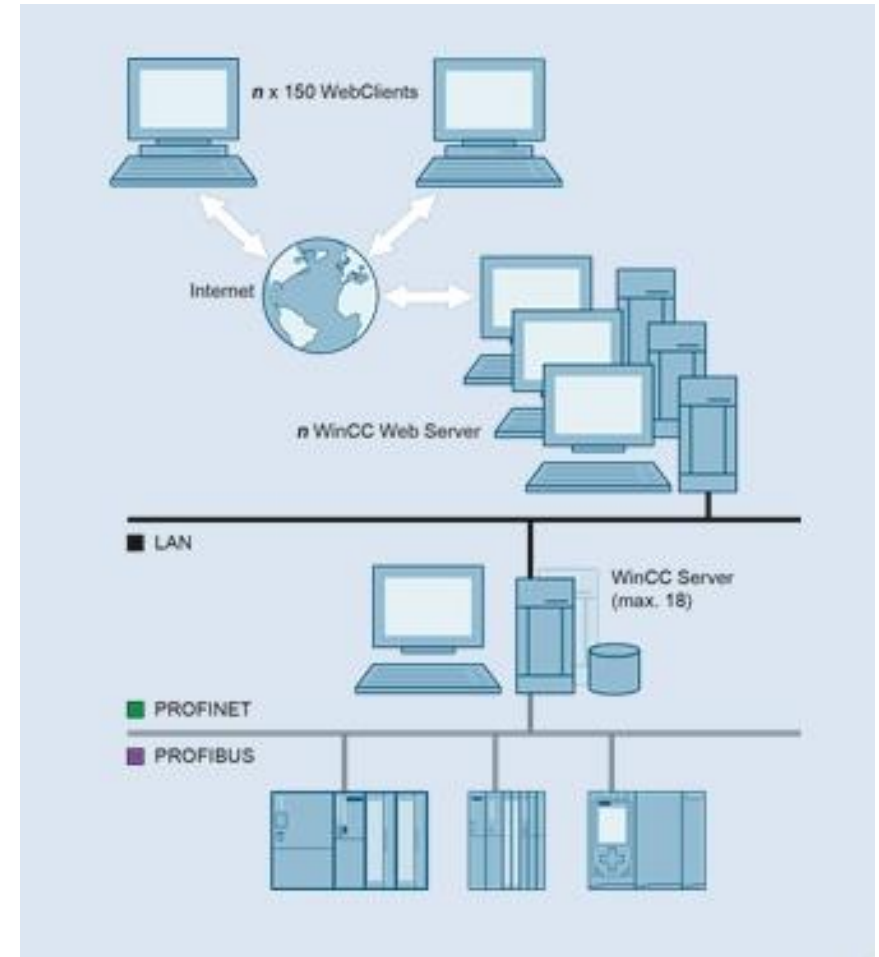 n x 150 WebClients
Internet
n WinCC Web Server
LAN
WinCC Server
(max. 18)
PROFINET
PROFIBUS